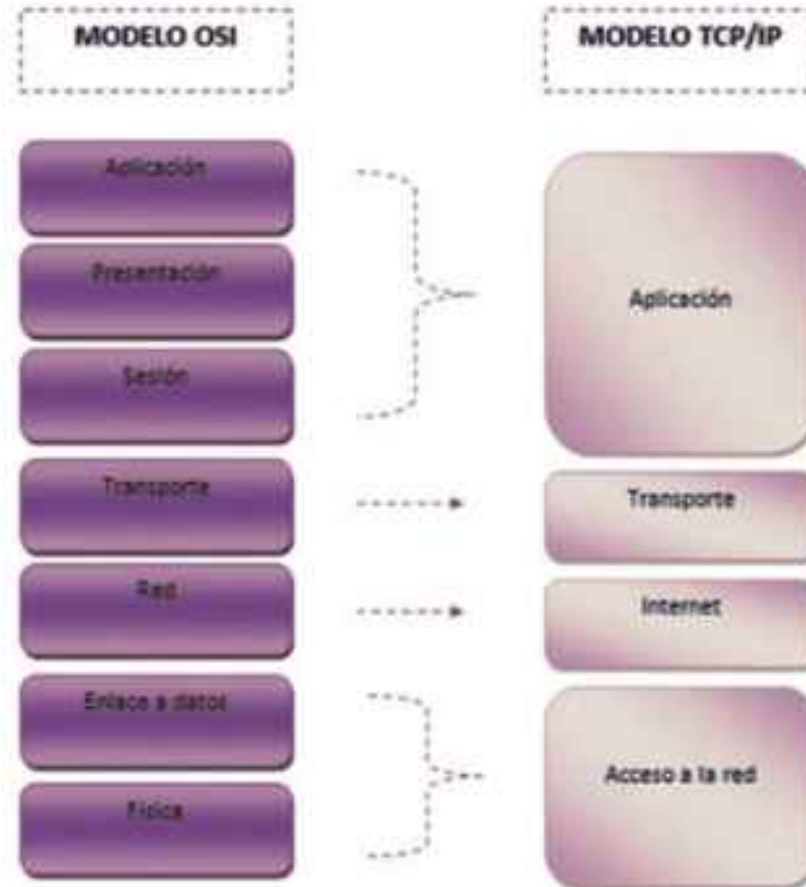 MODELO OSI
Aplicación
Presentación
Sesión
Transporte
Red
Enlace a datos
Física
MODELO TCP/IP
Aplicación
Transporte
Internet
Acceso a la red